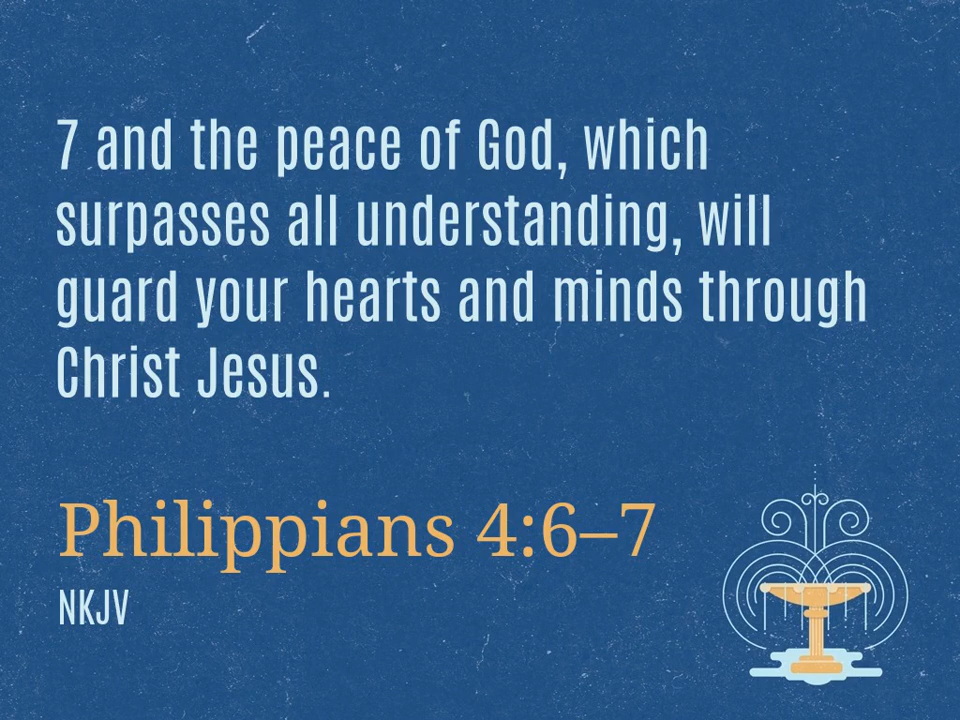 7 and the peace of God, which
surpasses all understanding, will
guard your hearts and minds through
Christ Jesus.
Philippians 4:6–7
NKJV